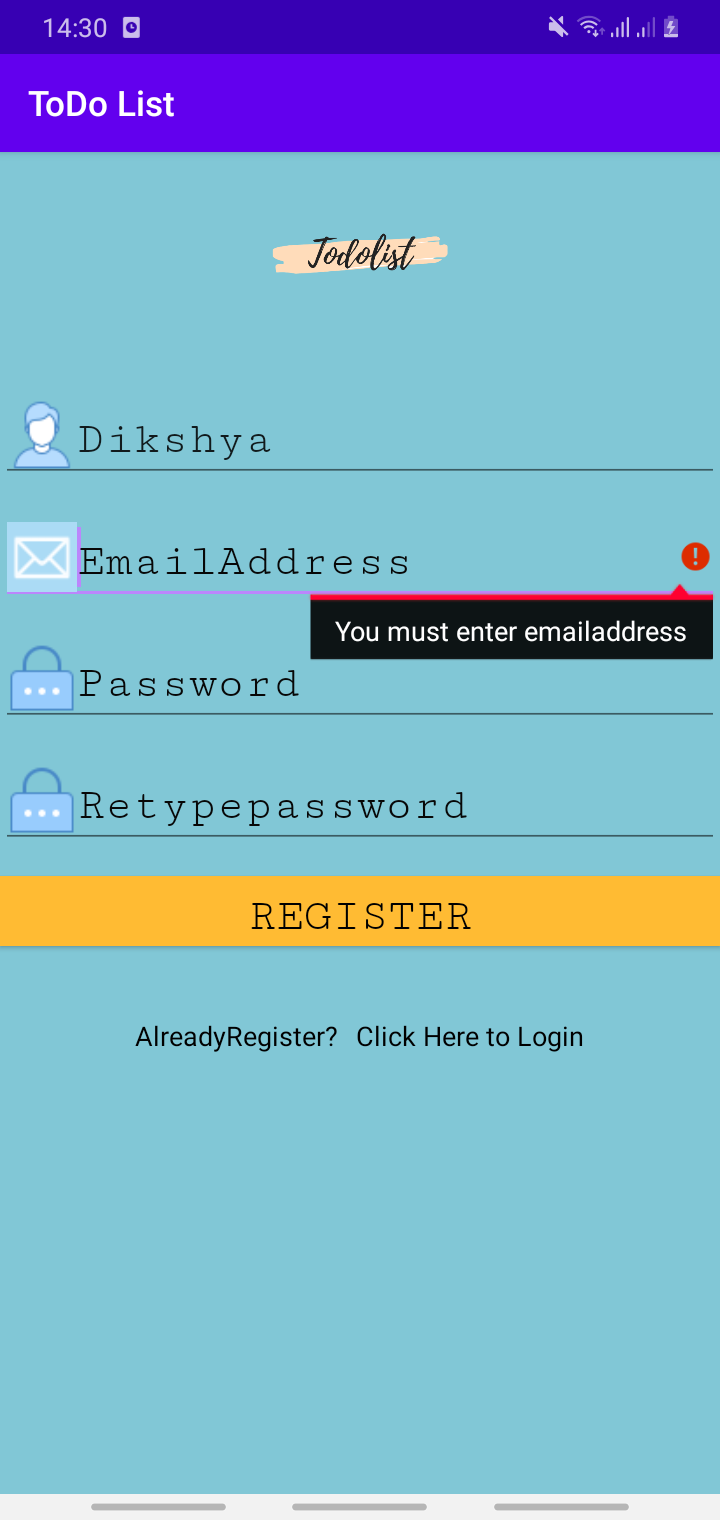 14:30
ToDo List
Todolist
Dikshya
EmailAddress
You must enter emailaddress
Password
Retypepassword
REGISTER
AlreadyRegister? Click Here to Login